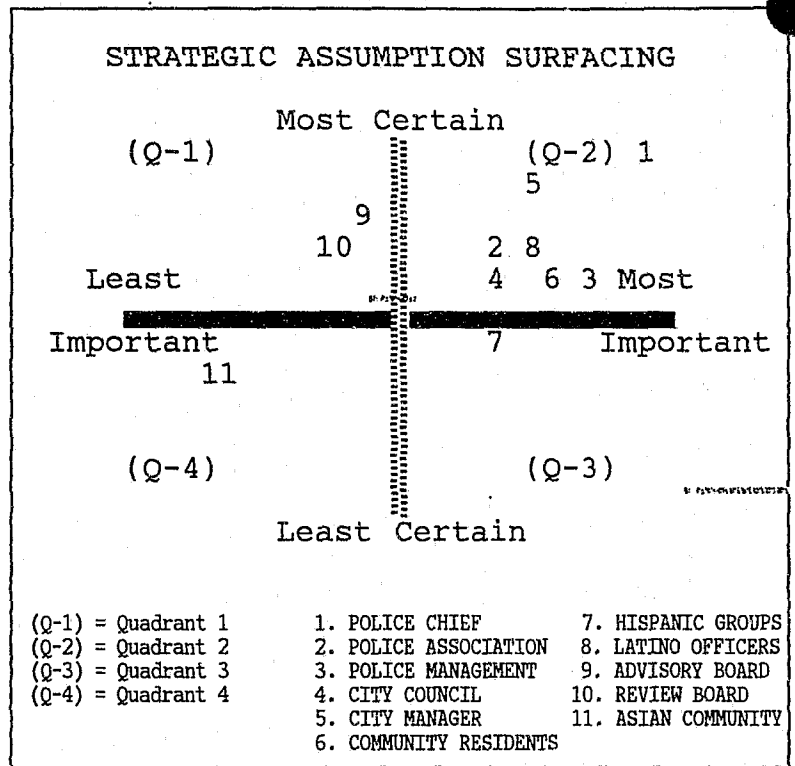 STRATEGIC ASSUMPTION SURFACING
Most Certain
(Q-1) (Q-2) 1
5
9
10 2 8
Least 4 6 3 Most
Important 7 Important
11
(Q-4) (Q-3)
Least Certain
(Q-1) = Quadrant 1
(Q-2) = Quadrant 2
(Q-3) = Quadrant 3
(Q-4) = Quadrant 4
1. POLICE CHIEF
2. POLICE ASSOCIATION
3. POLICE MANAGEMENT
4. CITY COUNCIL
5. CITY MANAGER
6. COMMUNITY RESIDENTS
7. HISPANIC GROUPS
8. LATINO OFFICERS
9. ADVISORY BOARD
10. REVIEW BOARD
11. ASIAN COMMUNITY